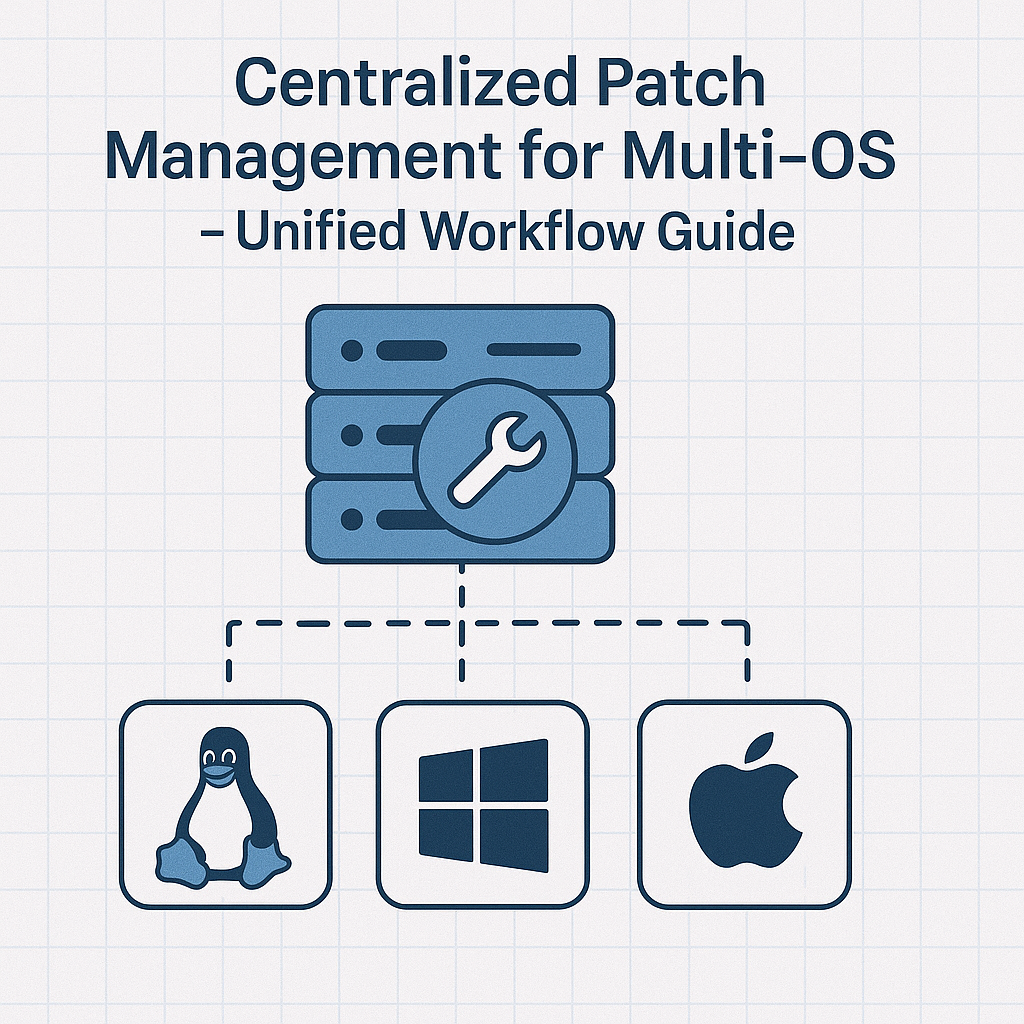 Centralized Patch
Management for Multi-OS
– Unified Workflow Guide